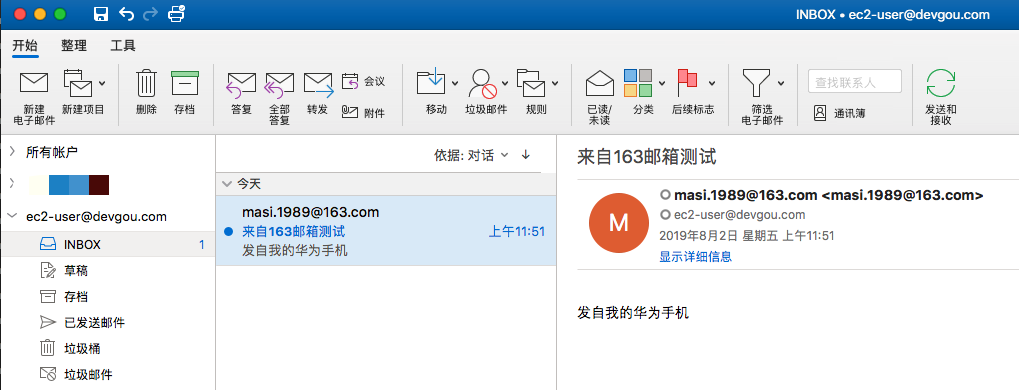 INBOX • ec2-user@devgou.com
开始 整理 工具
新建
电子邮件
新建项目
删除
存档
答复
全部
答复
转发
会议
附件
移动
垃圾邮件
规则
已读/
未读
分类
后续标志
筛选
电子邮件
查找联系人
通讯簿
发送和
接收
所有帐户
ec2-user@devgou.com
INBOX 1
草稿
存档
已发送邮件
垃圾桶
垃圾邮件
依据: 对话
今天
masi.1989@163.com
来自163邮箱测试 上午11:51
发自我的华为手机
来自163邮箱测试
M
masi.1989@163.com <masi.1989@163.com>
ec2-user@devgou.com
2019年8月2日 星期五 上午11:51
显示详细信息
发自我的华为手机